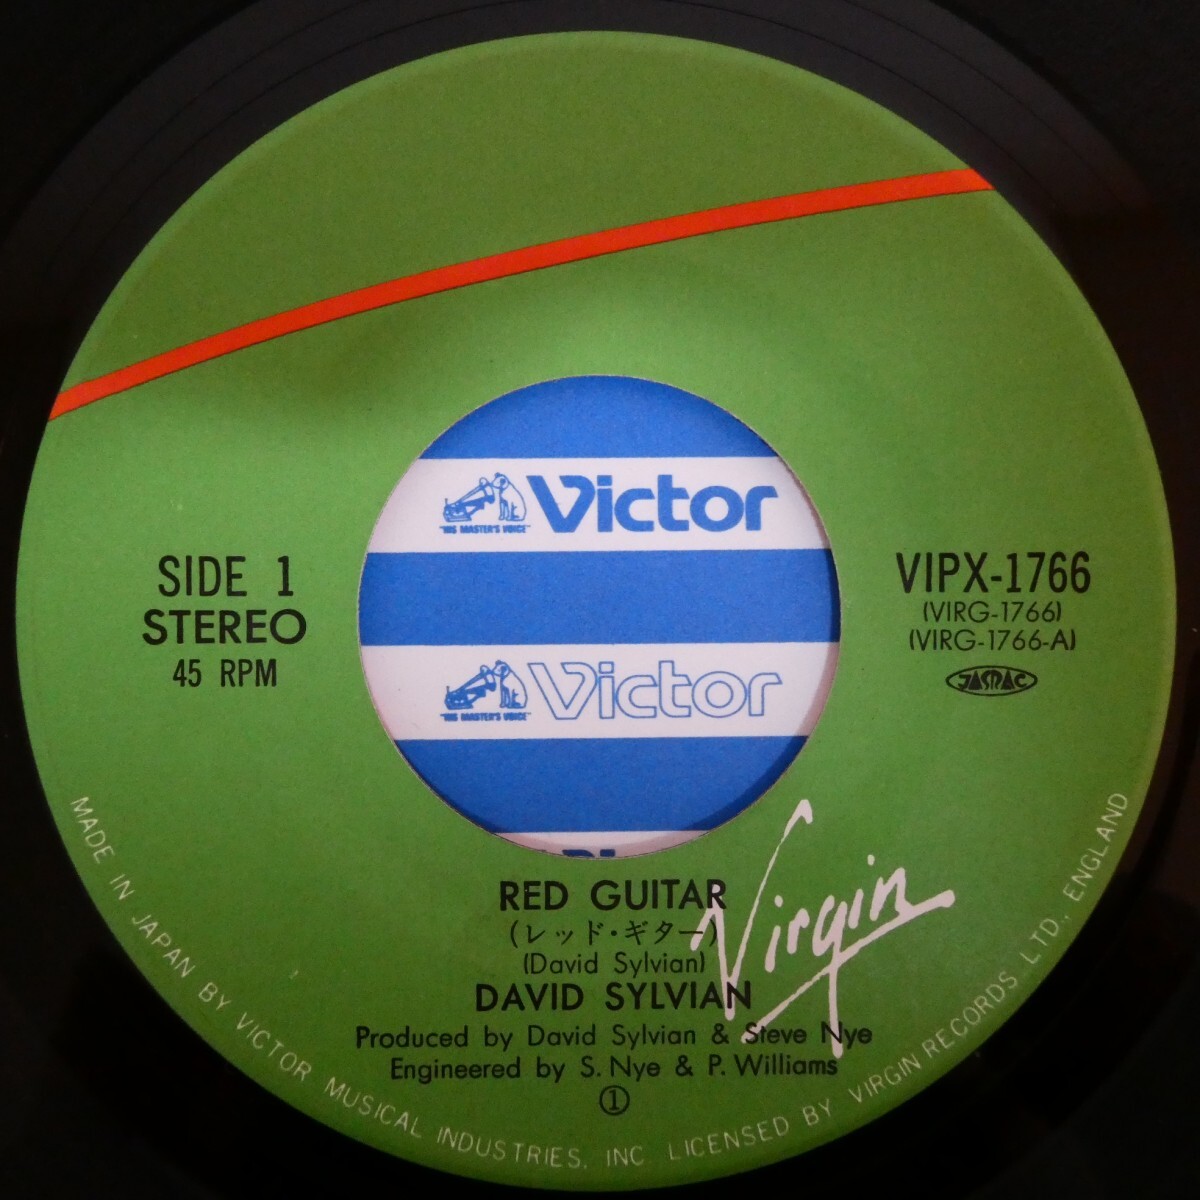 "HIS MASTER'S VOICE"
Victor
SIDE 1
STEREO
45 RPM
VIPX-1766
(VIRG-1766)
(VIRG-1766-A)
JASRAC
"HIS MASTER'S VOICE"
Victor
RED GUITAR
(レッド・ギター)
(David Sylvian)
DAVID SYLVIAN
Virgin
Produced by David Sylvian & Steve Nye
Engineered by S. Nye & P. Williams
①
MADE IN JAPAN BY VICTOR MUSICAL INDUSTRIES, INC. LICENSED BY VIRGIN RECORDS LTD., ENGLAND